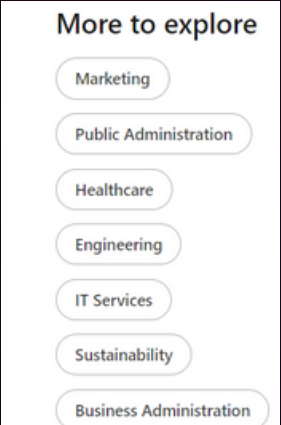 More to explore
Marketing
Public Administration
Healthcare
Engineering
IT Services
Sustainability
Business Administration